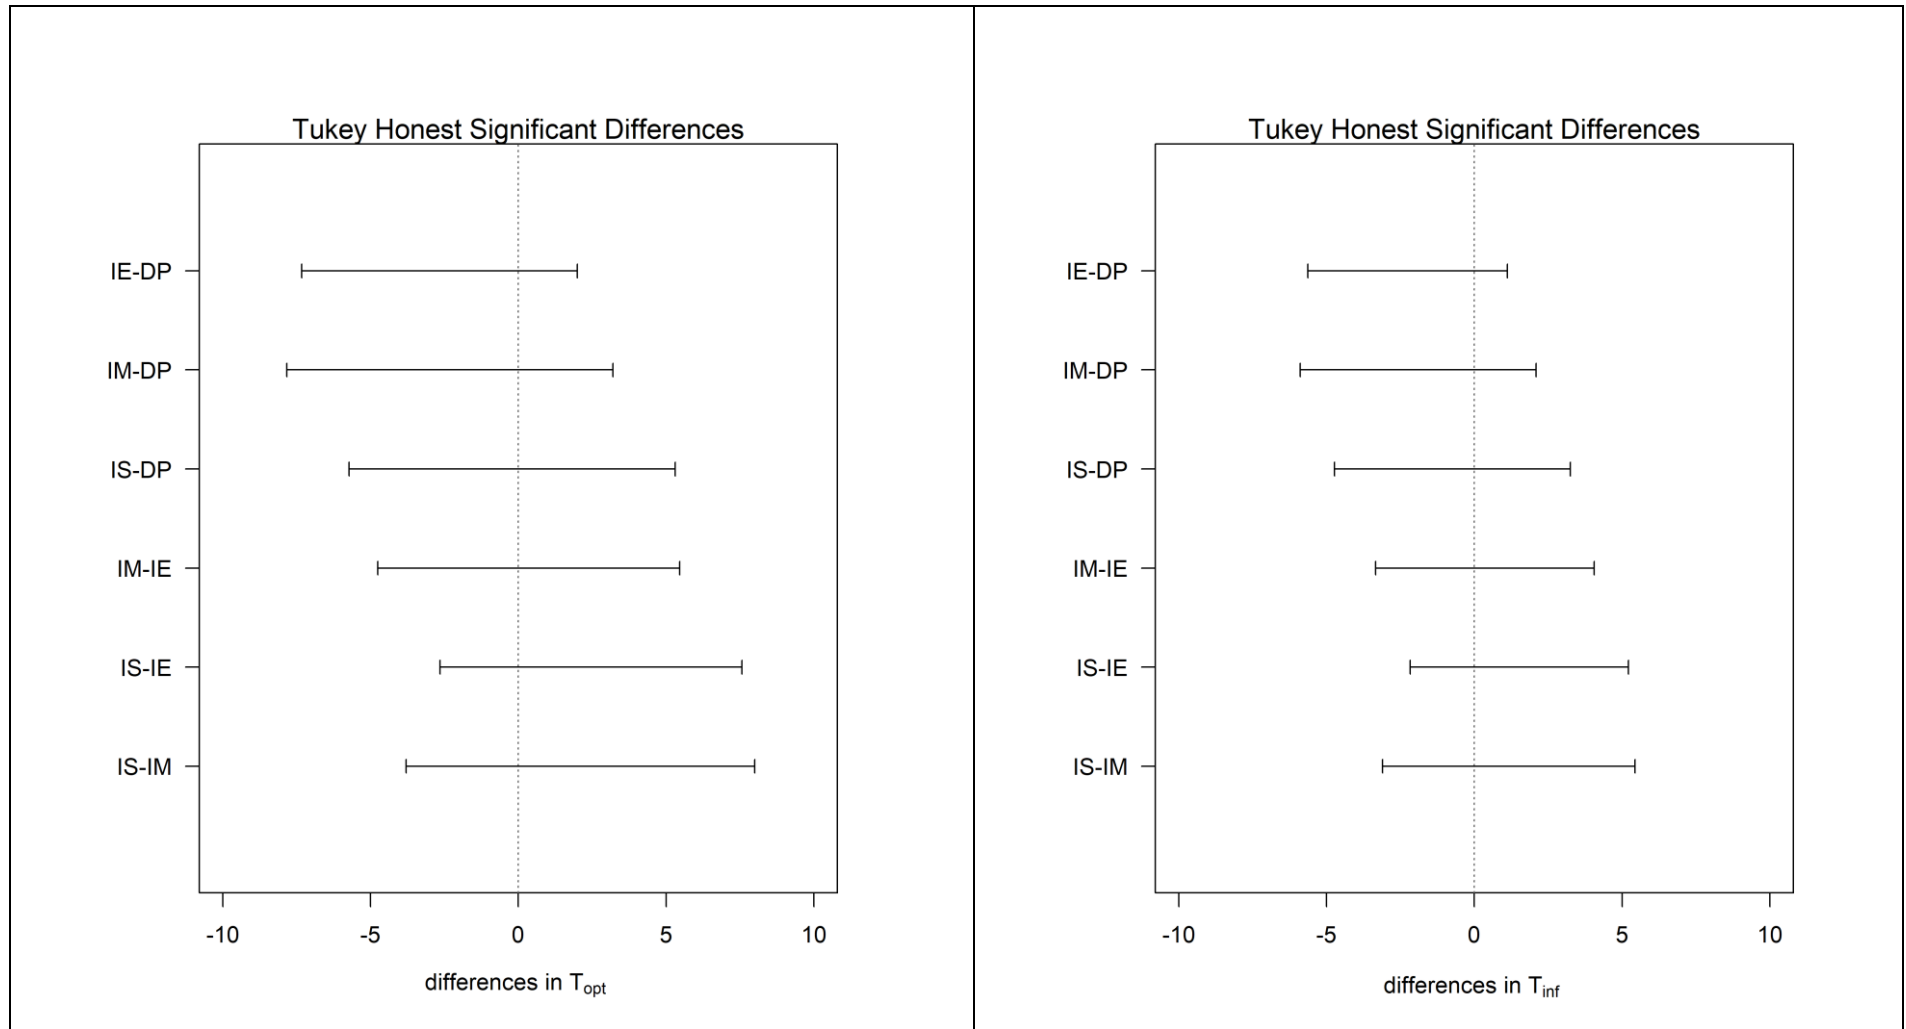 Tukey Honest Significant Differences
IE-DP
IM-DP
IS-DP
IM-IE
IS-IE
IS-IM
-10 -5 0 5 10
differences in Topt
Tukey Honest Significant Differences
IE-DP
IM-DP
IS-DP
IM-IE
IS-IE
IS-IM
-10 -5 0 5 10
differences in Tinf